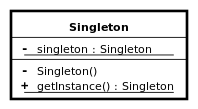 Singleton
- singleton : Singleton
- Singleton()
+ getInstance() : Singleton